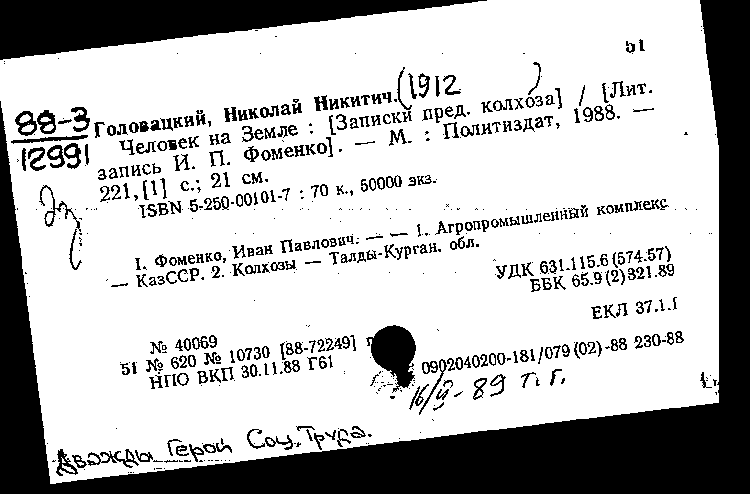 51
88-3
12991
Головацкий, Николай Никитич. (1912 )
Человек на Земле : [Записки пред. колхоза] / [Лит.
запись И. П. Фоменко]. — М. : Политиздат, 1988. —
221,[1] с.; 21 см.
ISBN 5-250-00101-7 : 70 к., 50000 экз.
1. Фоменко, Иван Павлович. — — 1. Агропромышленный комплекс
— КазССР. 2. Колхозы — Талды-Курган. обл.
УДК 631.115.6(574.57)
ББК 65.9(2)321.89
ЕКЛ 37.1.1
№ 40069
51 № 620 № 10730 [88-72249]
НПО ВКП 30.11.88 Г61
0902040200-181/079(02)-88 230-88
16/V-89 Т.Г.
Дважды Герой Соц. Труда.